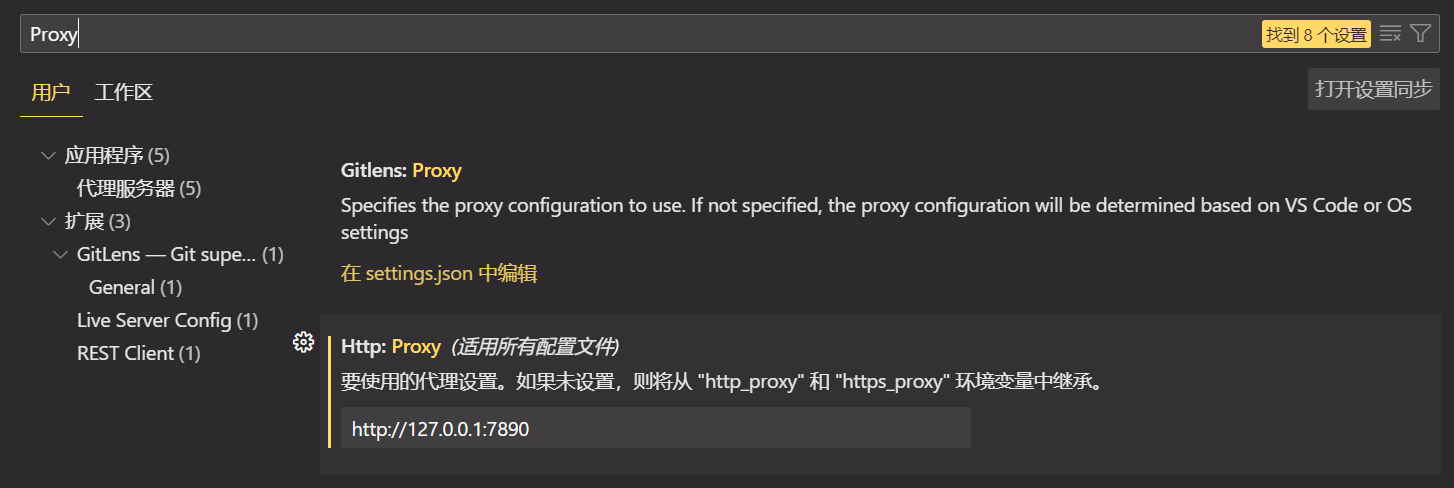 Proxy
找到 8 个设置
用户
工作区
打开设置同步
应用程序 (5)
代理服务器 (5)
扩展 (3)
GitLens — Git supe... (1)
General (1)
Live Server Config (1)
REST Client (1)
Gitlens: Proxy
Specifies the proxy configuration to use. If not specified, the proxy configuration will be determined based on VS Code or OS
settings
在 settings.json 中编辑
Http: Proxy (适用所有配置文件)
要使用的代理设置。如果未设置，则将从 "http_proxy" 和 "https_proxy" 环境变量中继承。
http://127.0.0.1:7890